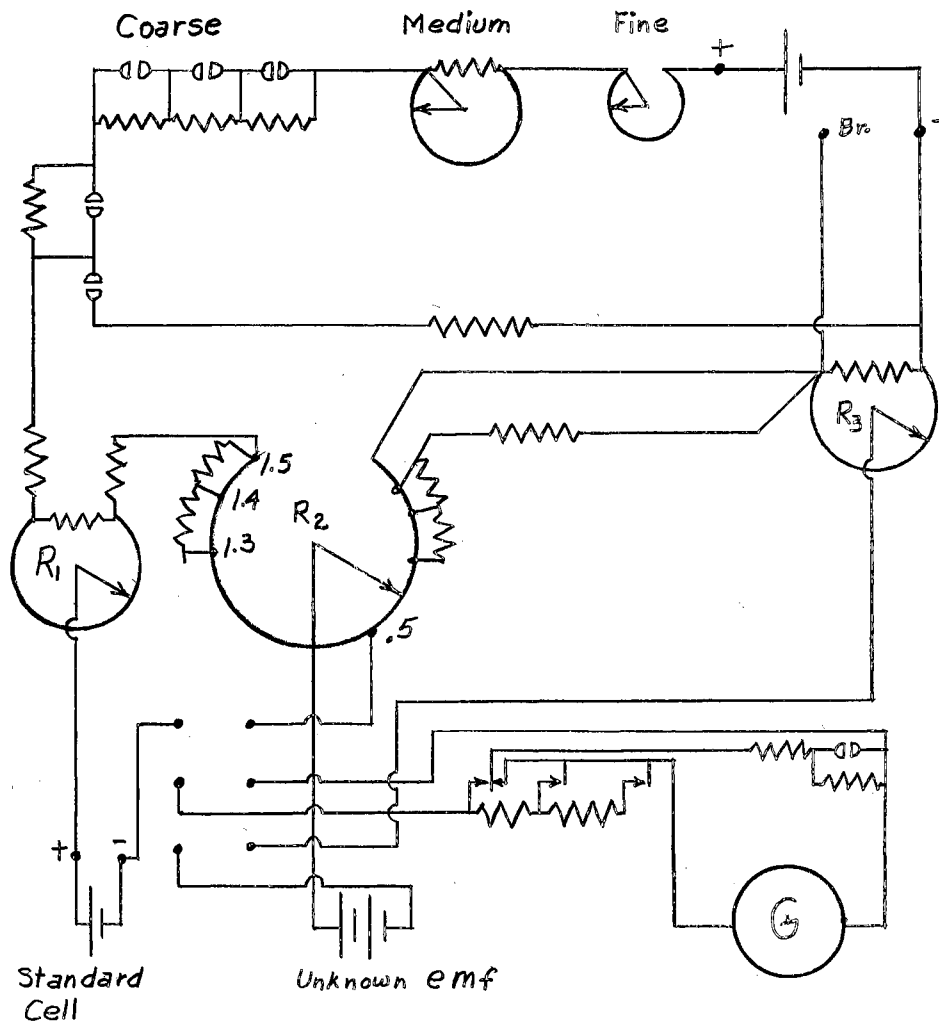 Coarse Medium Fine
+
Br. -
R3
1.5
1.4
R2
1.3
R1
.5
+ -
G
Standard Cell
Unknown emf